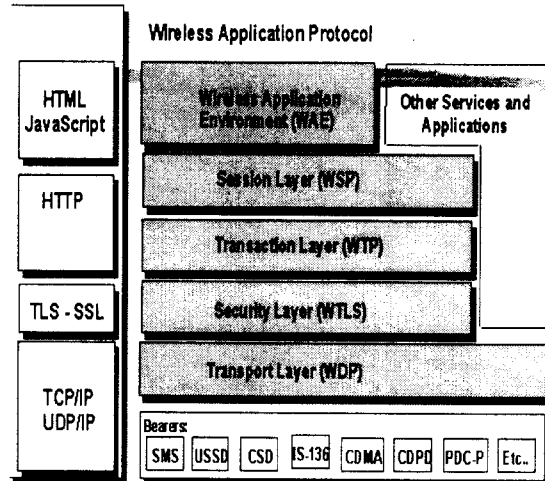 Wireless Application Protocol
HTML
JavaScript
HTTP
TLS - SSL
TCP/IP
UDP/IP
Wireless Application
Environment (WAE)
Other Services and
Applications
Session Layer (WSP)
Transaction Layer (WTP)
Security Layer (WTLS)
Transport Layer (WDP)
Bearers:
SMS
USSD
CSD
IS-136
CDMA
CDPD
PDC-P
Etc..